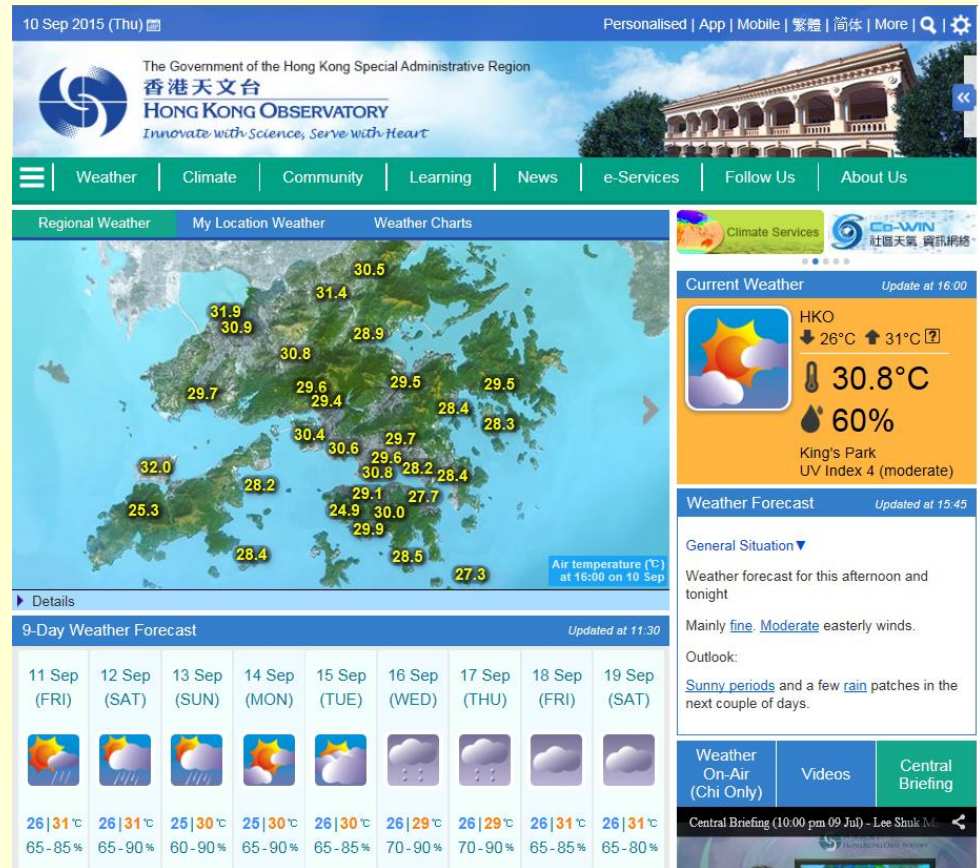 10 Sep 2015 (Thu)
Personalised | App | Mobile | 繁體 | 简体 | More |
The Government of the Hong Kong Special Administrative Region
香港天文台
HONG KONG OBSERVATORY
Innovate with Science, Serve with Heart
Weather | Climate | Community | Learning | News | e-Services | Follow Us | About Us
Regional Weather My Location Weather Weather Charts
30.5
31.4
31.9
30.9
28.9
30.8
29.7
29.6
29.4
29.5
29.5
28.4
28.3
30.4
30.6
29.7
29.6
32.0
30.8
28.2
28.4
28.2
29.1
27.7
25.3
24.9
30.0
29.9
28.4
28.5
27.3
Air temperature (℃)
at 16:00 on 10 Sep
Details
9-Day Weather Forecast Updated at 11:30
11 Sep 12 Sep 13 Sep 14 Sep 15 Sep 16 Sep 17 Sep 18 Sep 19 Sep
(FRI) (SAT) (SUN) (MON) (TUE) (WED) (THU) (FRI) (SAT)
26|31℃ 26|31℃ 25|30℃ 25|30℃ 26|30℃ 26|29℃ 26|29℃ 26|31℃ 26|31℃
65-85% 65-90% 60-90% 65-90% 65-85% 70-90% 70-90% 65-85% 65-80%
Climate Services
Co-WIN
社區天氣 資訊網絡
Current Weather Update at 16:00
HKO
26°C 31°C ?
30.8°C
60%
King's Park
UV Index 4 (moderate)
Weather Forecast Updated at 15:45
General Situation▼
Weather forecast for this afternoon and
tonight
Mainly fine. Moderate easterly winds.
Outlook:
Sunny periods and a few rain patches in the
next couple of days.
Weather
On-Air
(Chi Only)
Videos
Central
Briefing
Central Briefing (10:00 pm 09 Jul) - Lee Shuk